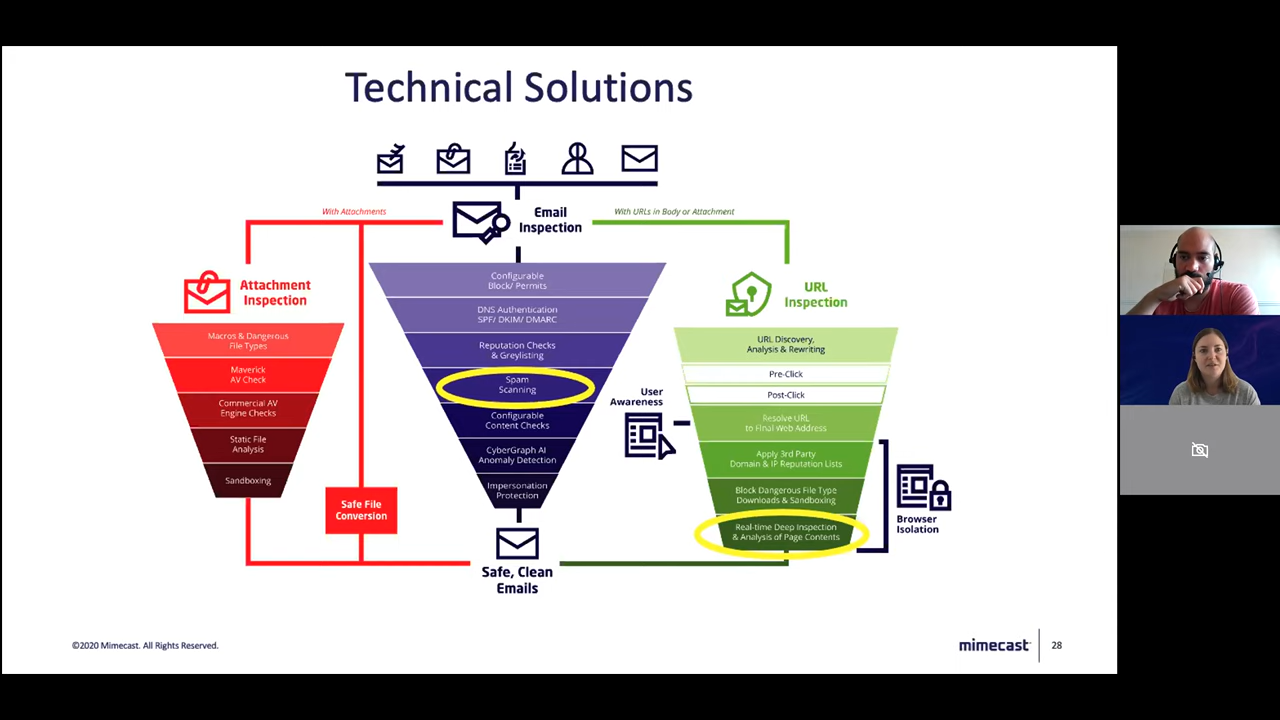 Technical Solutions
With Attachments
Email
Inspection
With URLs in Body or Attachment
Attachment
Inspection
Macros & Dangerous
File Types
Maverick
AV Check
Commercial AV
Engine Checks
Static File
Analysis
Sandboxing
Safe File
Conversion
Configurable
Block/ Permits
DNS Authentication
SPF/ DKIM/ DMARC
Reputation Checks
& Greylisting
Spam
Scanning
Configurable
Content Checks
CyberGraph AI
Anomaly Detection
Impersonation
Protection
Safe, Clean
Emails
URL
Inspection
URL Discovery,
Analysis & Rewriting
Pre-Click
Post-Click
User
Awareness
Resolve URL
to Final Web Address
Apply 3rd Party
Domain & IP Reputation Lists
Block Dangerous File Type
Downloads & Sandboxing
Real-time Deep Inspection
& Analysis of Page Contents
Browser
Isolation
©2020 Mimecast. All Rights Reserved.
mimecast
28